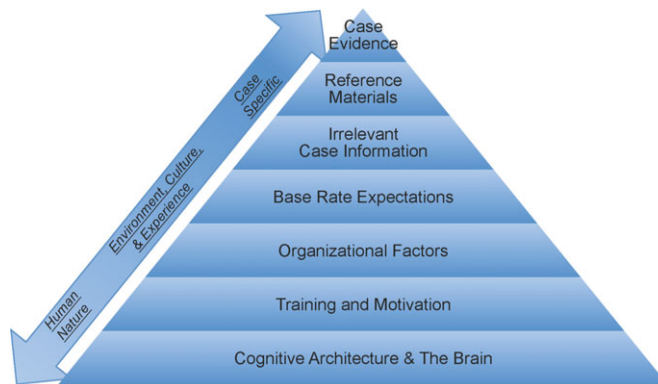 Case
Evidence
Reference
Materials
Irrelevant
Case Information
Base Rate Expectations
Organizational Factors
Training and Motivation
Cognitive Architecture & The Brain
Case
Specific
Environment, Culture,
& Experience
Human
Nature